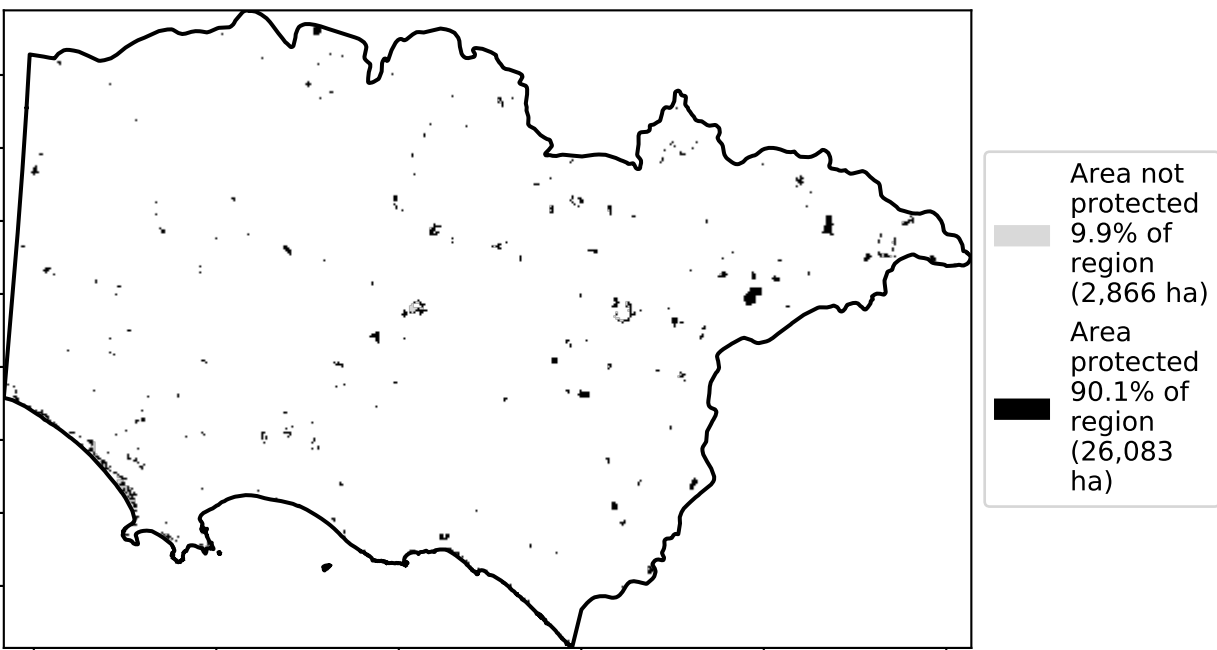 Area not
protected
9.9% of
region
(2,866 ha)
Area
protected
90.1% of
region
(26,083
ha)